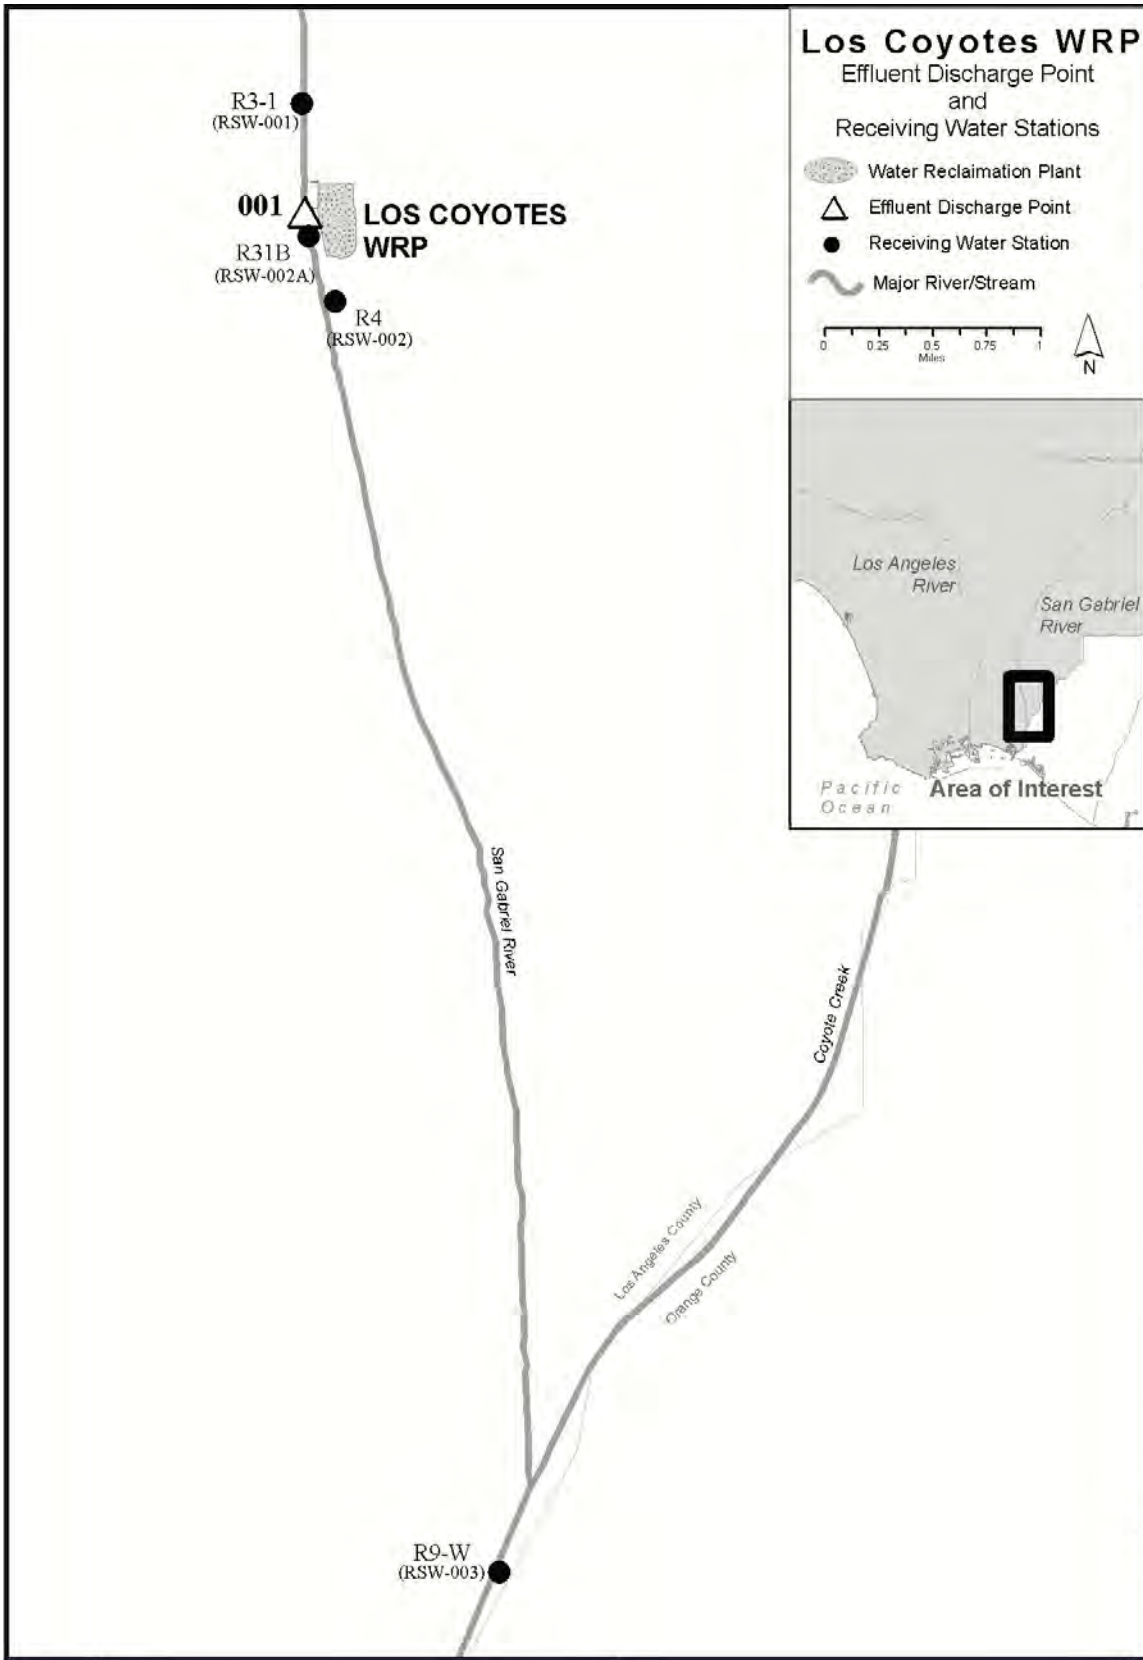 Los Coyotes WRP
Effluent Discharge Point
and
Receiving Water Stations
Water Reclaimation Plant
Effluent Discharge Point
Receiving Water Station
Major River/Stream
0 0.25 0.5 0.75 1
Miles
N
R3-1
(RSW-001)
001
LOS COYOTES
WRP
R31B
(RSW-002A)
R4
(RSW-002)
Los Angeles
River
San Gabriel
River
Pacific
Ocean
Area of Interest
San Gabriel River
Coyote Creek
Los Angeles County
Orange County
R9-W
(RSW-003)